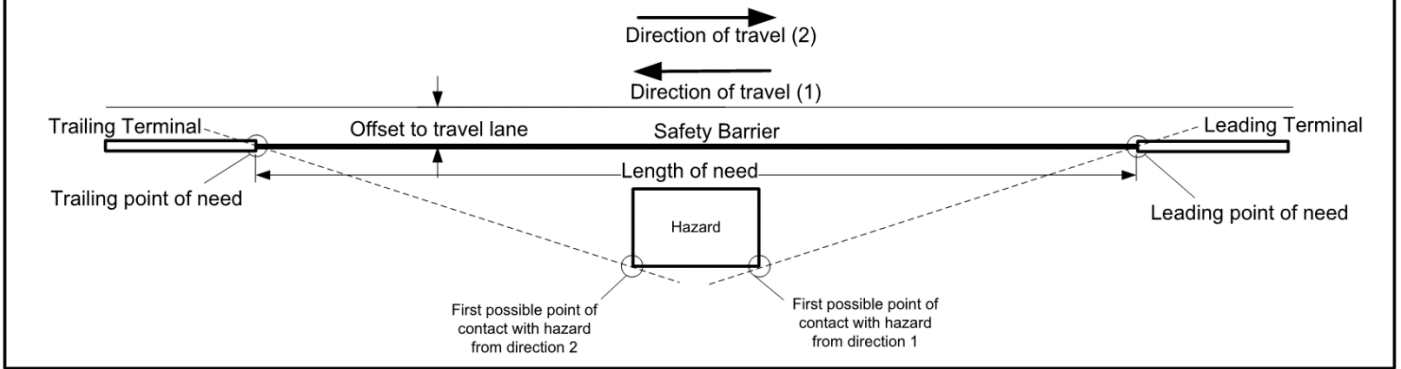 Direction of travel (2)
Direction of travel (1)
Trailing Terminal
Offset to travel lane
Safety Barrier
Leading Terminal
Length of need
Trailing point of need
Leading point of need
Hazard
First possible point of
contact with hazard
from direction 2
First possible point of
contact with hazard
from direction 1